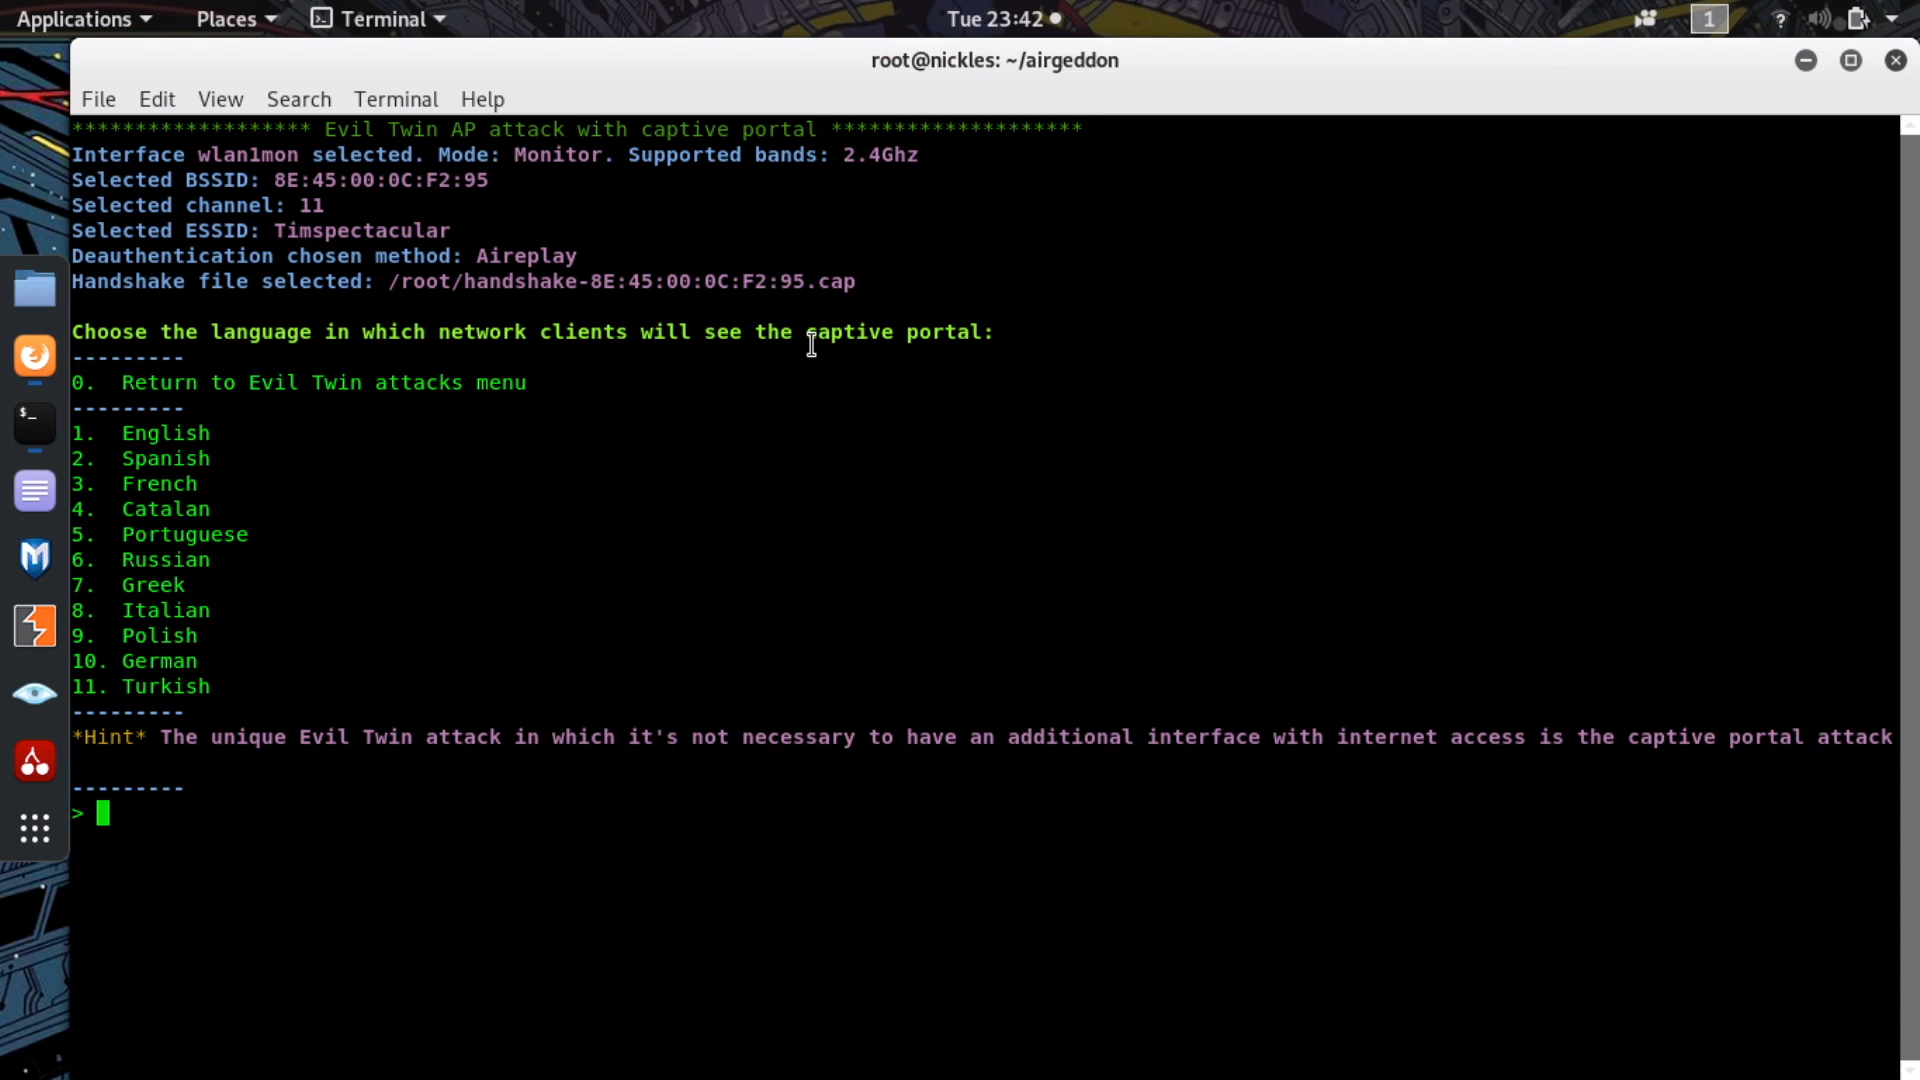 Applications Places Terminal Tue 23:42 1 ?
root@nickles: ~/airgeddon
File Edit View Search Terminal Help
******************* Evil Twin AP attack with captive portal ********************
Interface wlan1mon selected. Mode: Monitor. Supported bands: 2.4Ghz
Selected BSSID: 8E:45:00:0C:F2:95
Selected channel: 11
Selected ESSID: Timspectacular
Deauthentication chosen method: Aireplay
Handshake file selected: /root/handshake-8E:45:00:0C:F2:95.cap
Choose the language in which network clients will see the captive portal:
---------
0. Return to Evil Twin attacks menu
---------
1. English
2. Spanish
3. French
4. Catalan
5. Portuguese
6. Russian
7. Greek
8. Italian
9. Polish
10. German
11. Turkish
---------
*Hint* The unique Evil Twin attack in which it's not necessary to have an additional interface with internet access is the captive portal attack
---------
>